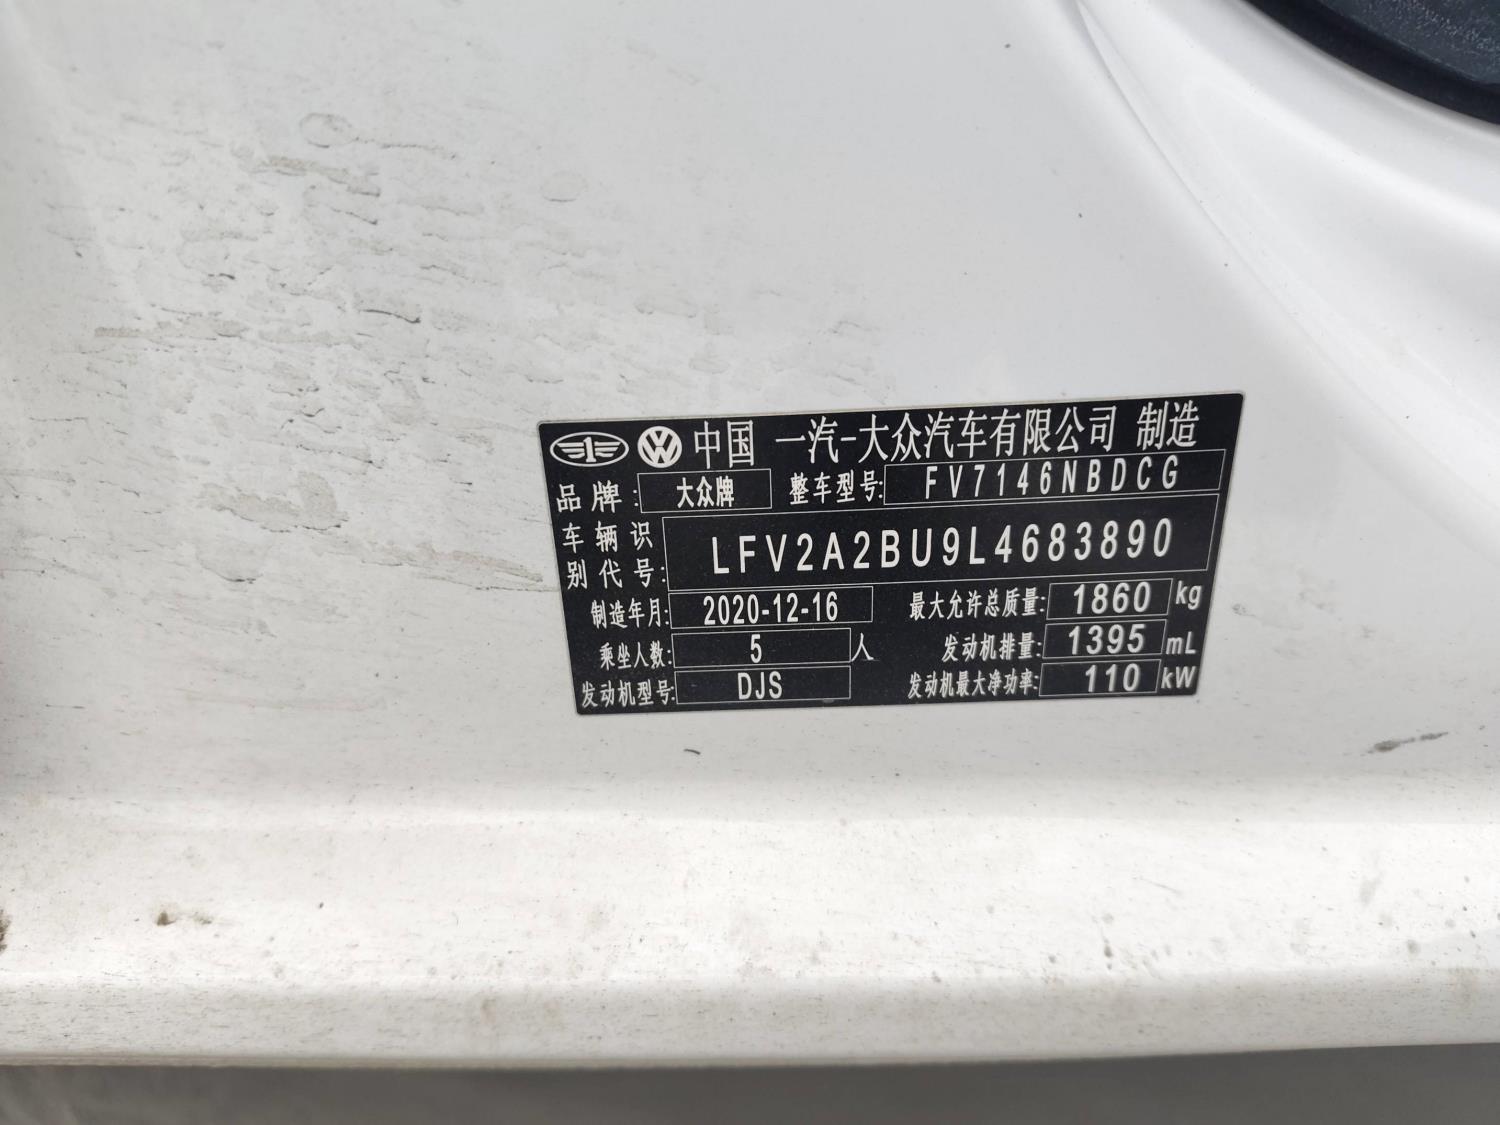 中国 一汽-大众汽车有限公司 制造
品牌: 大众牌 整车型号: FV7146NBDCG
车辆识别代号: LFV2A2BU9L4683890
制造年月: 2020-12-16 最大允许总质量: 1860 kg
乘坐人数: 5 人 发动机排量: 1395 mL
发动机型号: DJS 发动机最大净功率: 110 kW